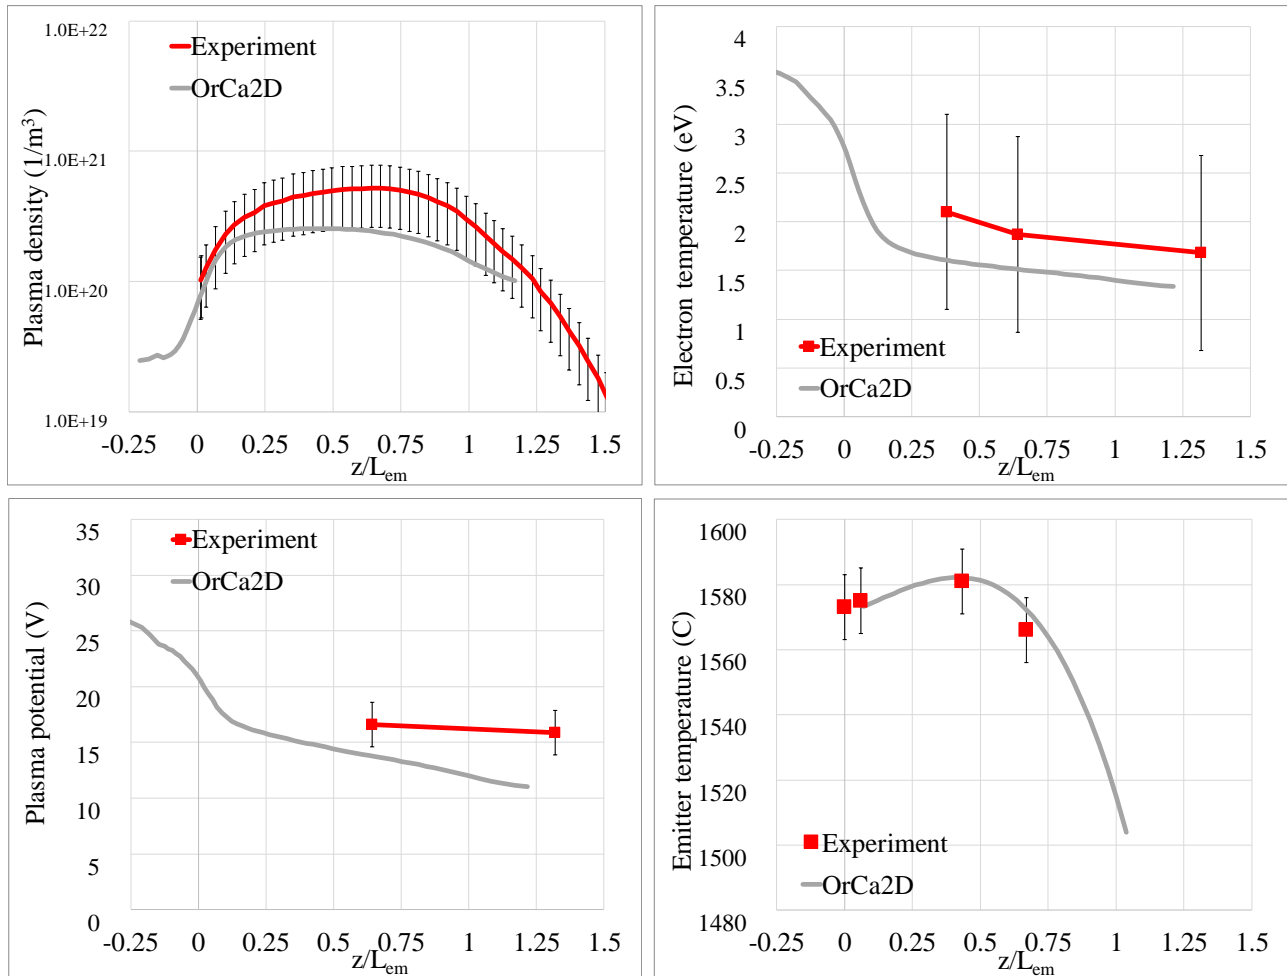 1.0E+22
1.0E+21
1.0E+20
1.0E+19
Plasma density (1/m³)
Experiment
OrCa2D
-0.25 0 0.25 0.5 0.75 1 1.25 1.5
z/Lem
4
3.5
3
2.5
2
1.5
1
0.5
0
Electron temperature (eV)
Experiment
OrCa2D
-0.25 0 0.25 0.5 0.75 1 1.25 1.5
z/Lem
35
30
25
20
15
10
5
0
Plasma potential (V)
Experiment
OrCa2D
-0.25 0 0.25 0.5 0.75 1 1.25 1.5
z/Lem
1600
1580
1560
1540
1520
1500
1480
Emitter temperature (C)
Experiment
OrCa2D
-0.25 0 0.25 0.5 0.75 1 1.25 1.5
z/Lem